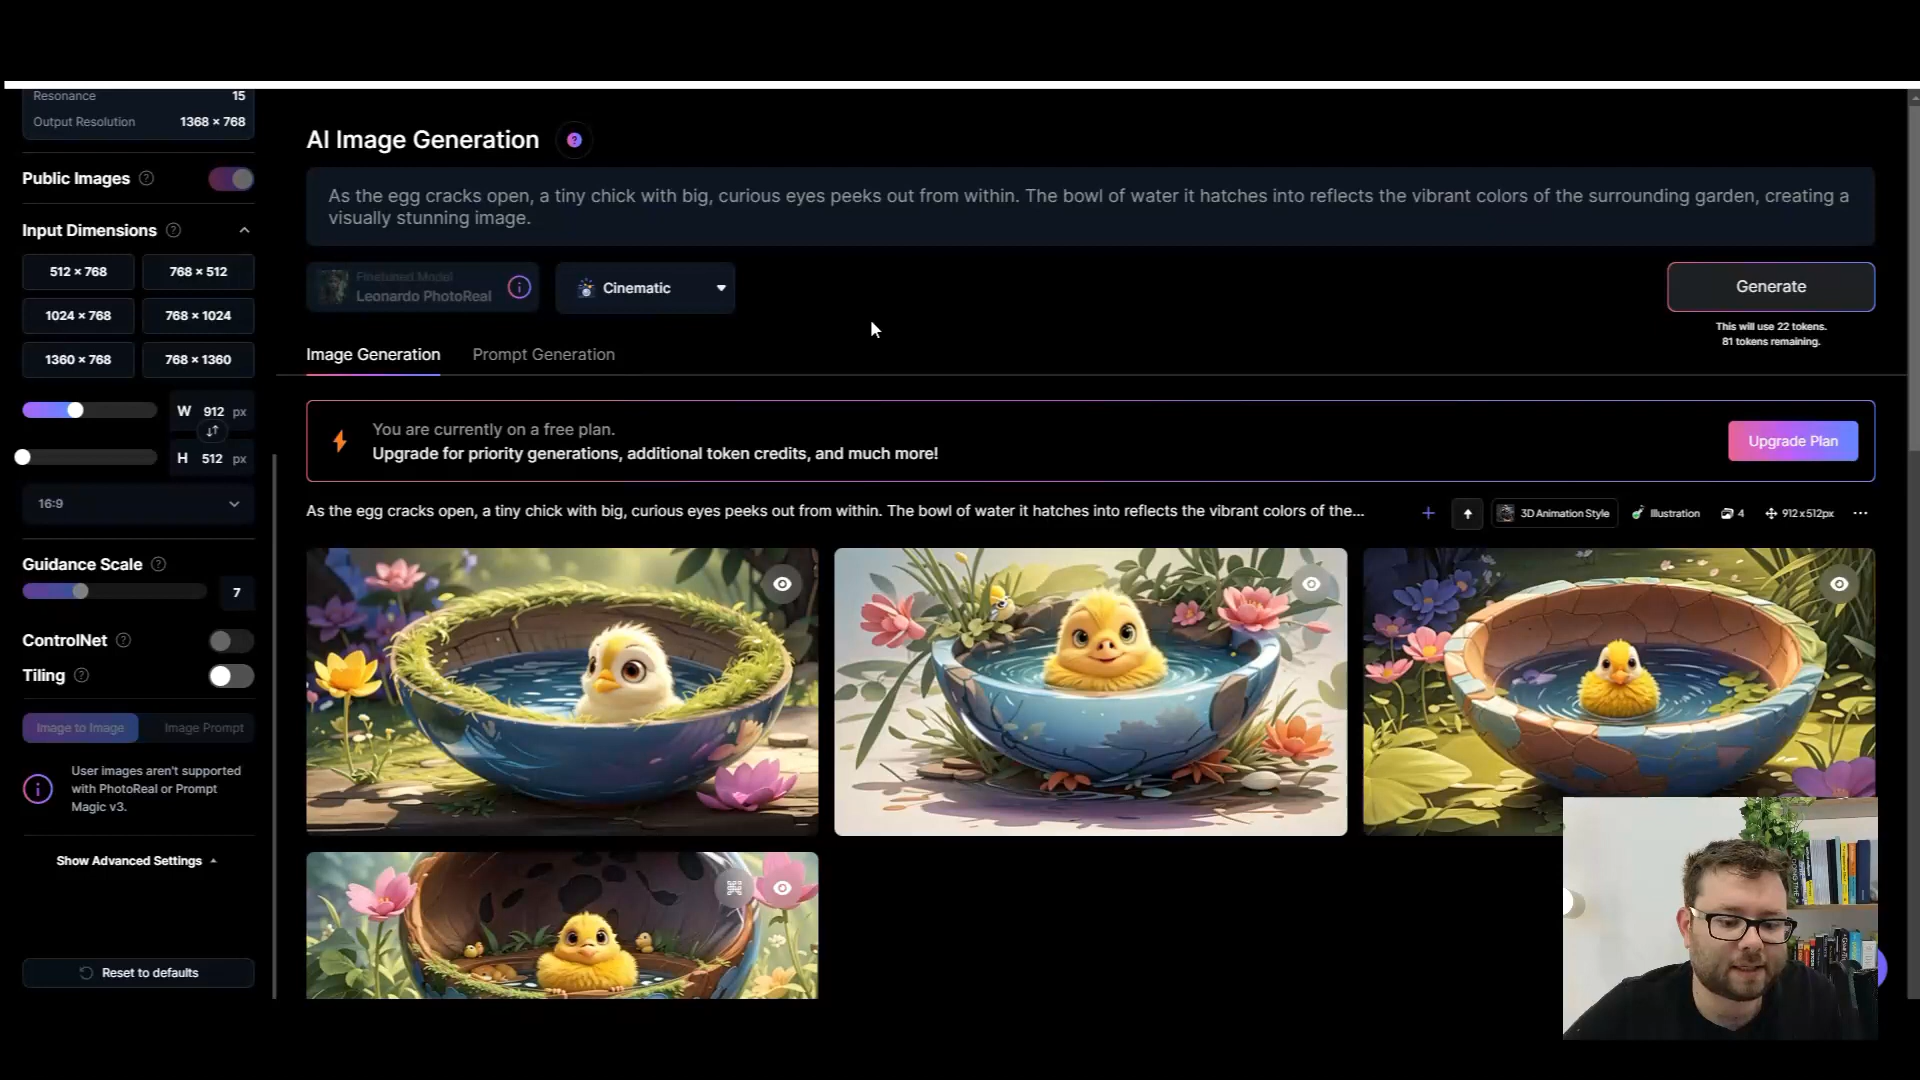 Resonance 15
Output Resolution 1368 × 768
Public Images
Input Dimensions
512 × 768 768 × 512
1024 × 768 768 × 1024
1360 × 768 768 × 1360
W 912 px
H 512 px
16:9
Guidance Scale
7
ControlNet
Tiling
Image to Image Image Prompt
User images aren't supported
with PhotoReal or Prompt
Magic v3.
Show Advanced Settings
Reset to defaults
AI Image Generation
As the egg cracks open, a tiny chick with big, curious eyes peeks out from within. The bowl of water it hatches into reflects the vibrant colors of the surrounding garden, creating a
visually stunning image.
Finetuned Model
Leonardo PhotoReal
Cinematic
Generate
This will use 22 tokens.
81 tokens remaining.
Image Generation Prompt Generation
You are currently on a free plan.
Upgrade for priority generations, additional token credits, and much more!
Upgrade Plan
As the egg cracks open, a tiny chick with big, curious eyes peeks out from within. The bowl of water it hatches into reflects the vibrant colors of the...
3D Animation Style Illustration 4 912x512px